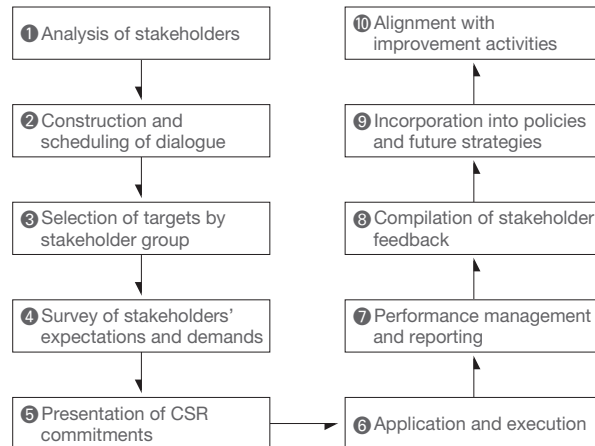 ❶ Analysis of stakeholders
❷ Construction and
scheduling of dialogue
❸ Selection of targets by
stakeholder group
❹ Survey of stakeholders’
expectations and demands
❺ Presentation of CSR
commitments
❻ Application and execution
❼ Performance management
and reporting
❽ Compilation of stakeholder
feedback
❾ Incorporation into policies
and future strategies
❿ Alignment with
improvement activities